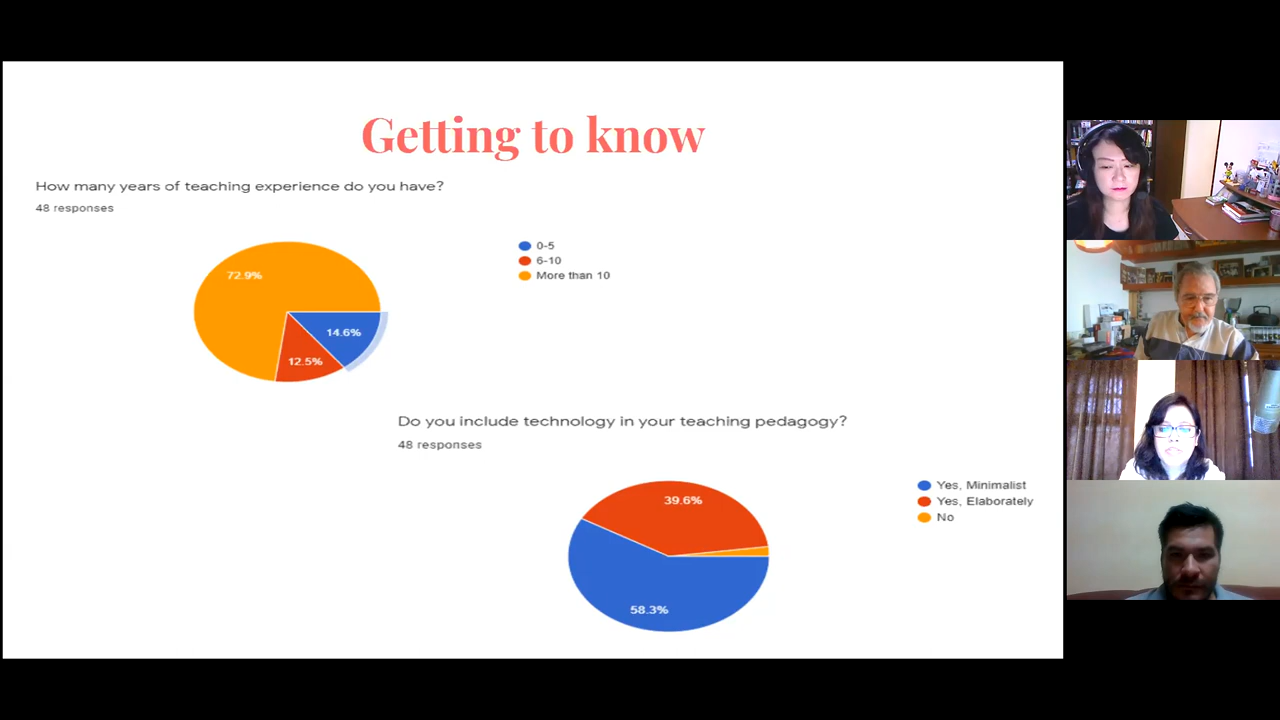 Getting to know
How many years of teaching experience do you have?
48 responses
72.9%
14.6%
12.5%
0-5
6-10
More than 10
Do you include technology in your teaching pedagogy?
48 responses
39.6%
58.3%
Yes, Minimalist
Yes, Elaborately
No